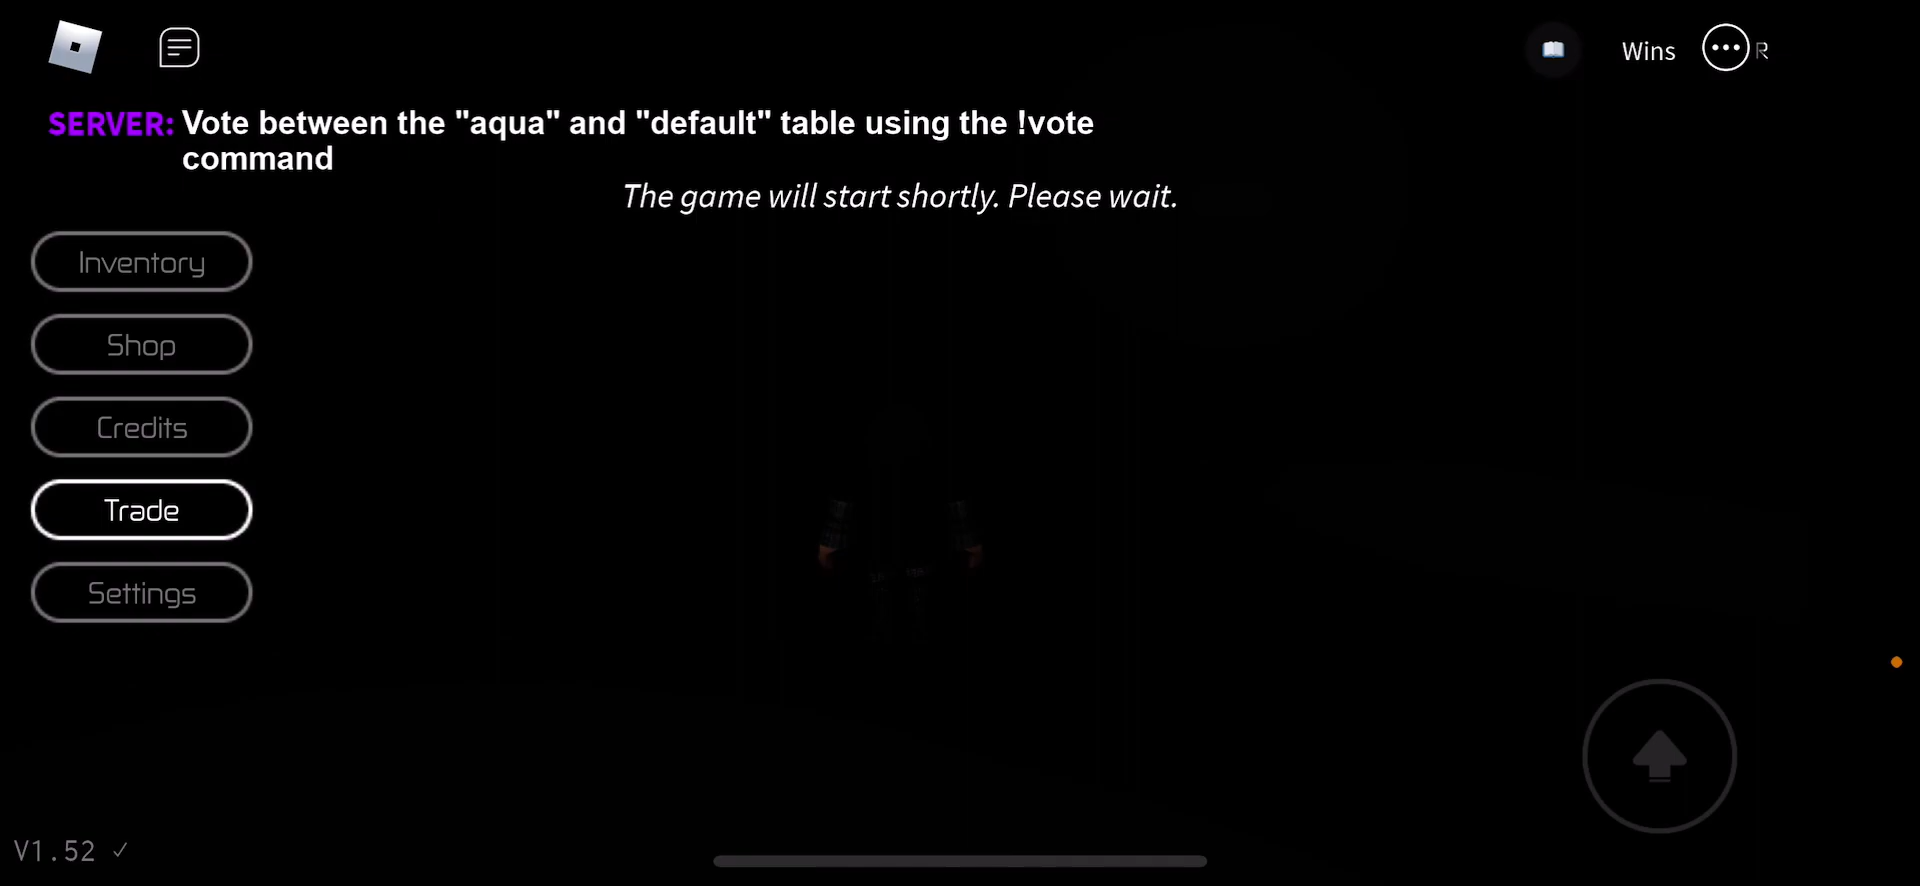 Wins
R
SERVER: Vote between the "aqua" and "default" table using the !vote
command
The game will start shortly. Please wait.
Inventory
Shop
Credits
Trade
Settings
V1.52 ✓